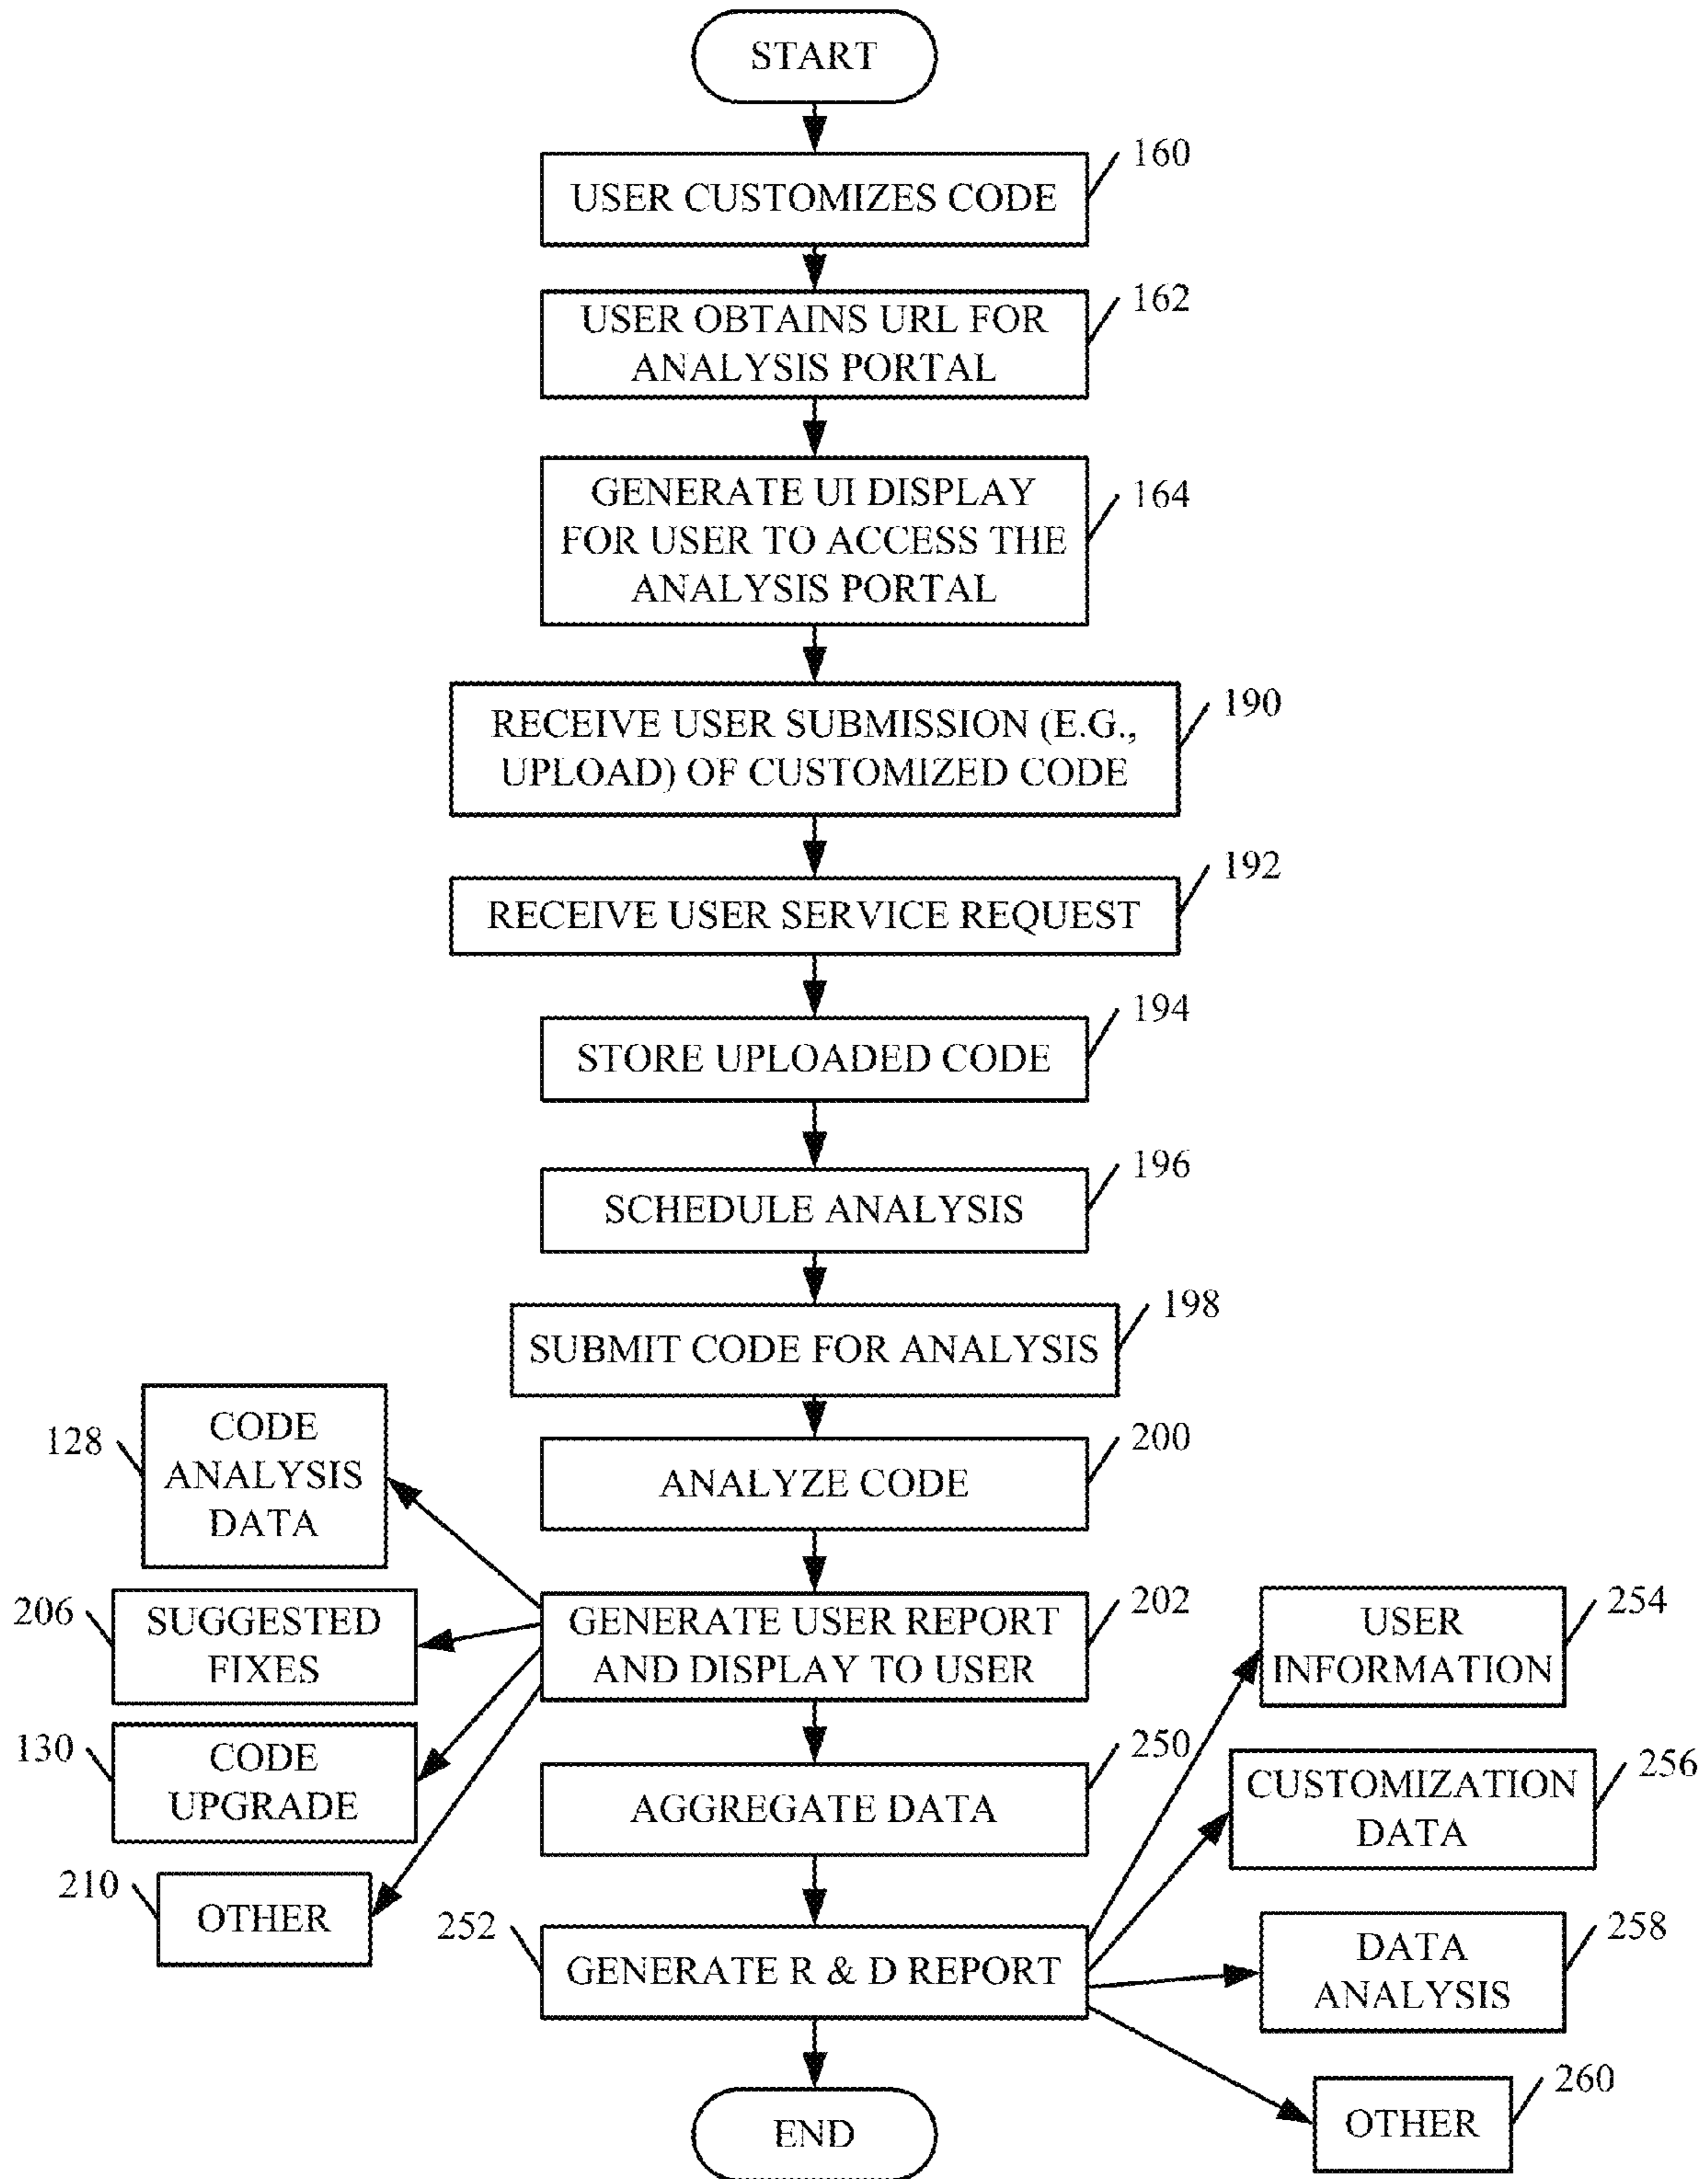 START
160
USER CUSTOMIZES CODE
162
USER OBTAINS URL FOR
ANALYSIS PORTAL
164
GENERATE UI DISPLAY
FOR USER TO ACCESS THE
ANALYSIS PORTAL
190
RECEIVE USER SUBMISSION (E.G.,
UPLOAD) OF CUSTOMIZED CODE
192
RECEIVE USER SERVICE REQUEST
194
STORE UPLOADED CODE
196
SCHEDULE ANALYSIS
198
SUBMIT CODE FOR ANALYSIS
200
ANALYZE CODE
128
CODE
ANALYSIS
DATA
202
GENERATE USER REPORT
AND DISPLAY TO USER
206
SUGGESTED
FIXES
130
CODE
UPGRADE
210
OTHER
250
AGGREGATE DATA
252
GENERATE R & D REPORT
254
USER
INFORMATION
256
CUSTOMIZATION
DATA
258
DATA
ANALYSIS
260
OTHER
END